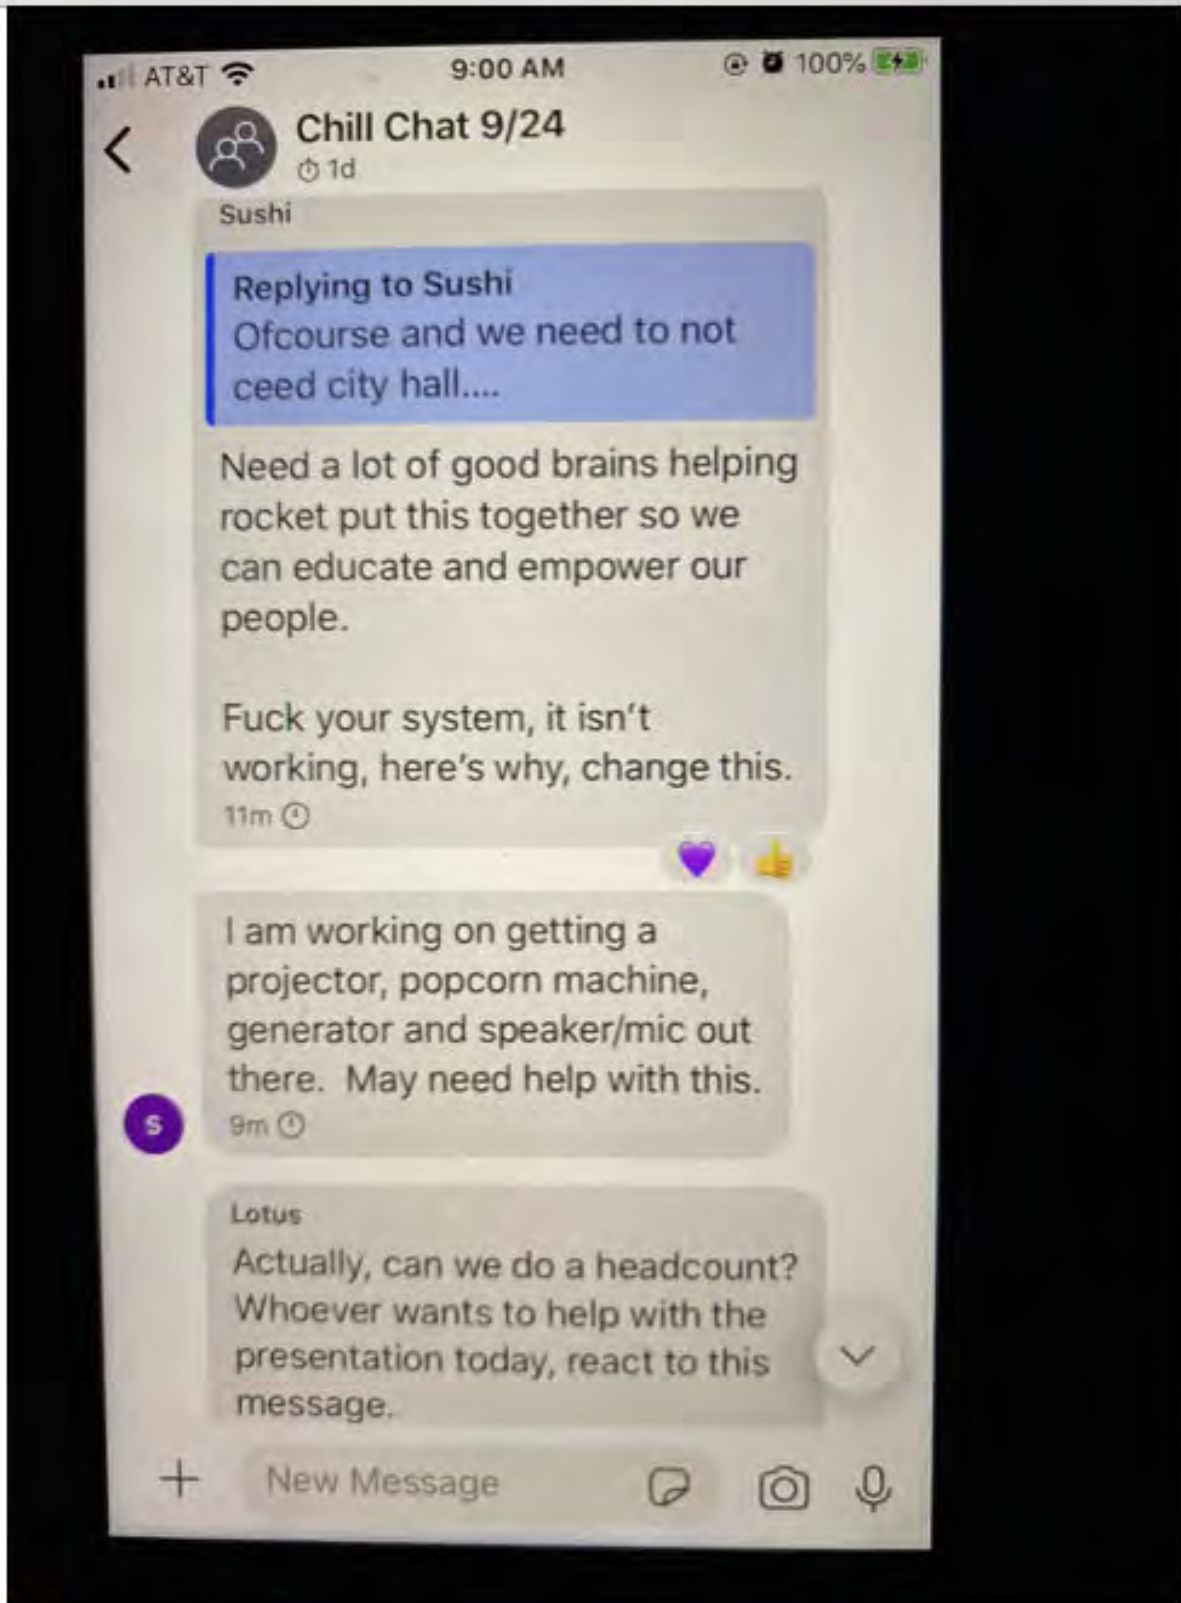 AT&T 9:00 AM 100%
Chill Chat 9/24
1d
Sushi
Replying to Sushi
Ofcourse and we need to not
ceed city hall....
Need a lot of good brains helping
rocket put this together so we
can educate and empower our
people.
Fuck your system, it isn't
working, here's why, change this.
11m
I am working on getting a
projector, popcorn machine,
generator and speaker/mic out
there. May need help with this.
S
9m
Lotus
Actually, can we do a headcount?
Whoever wants to help with the
presentation today, react to this
message.
New Message